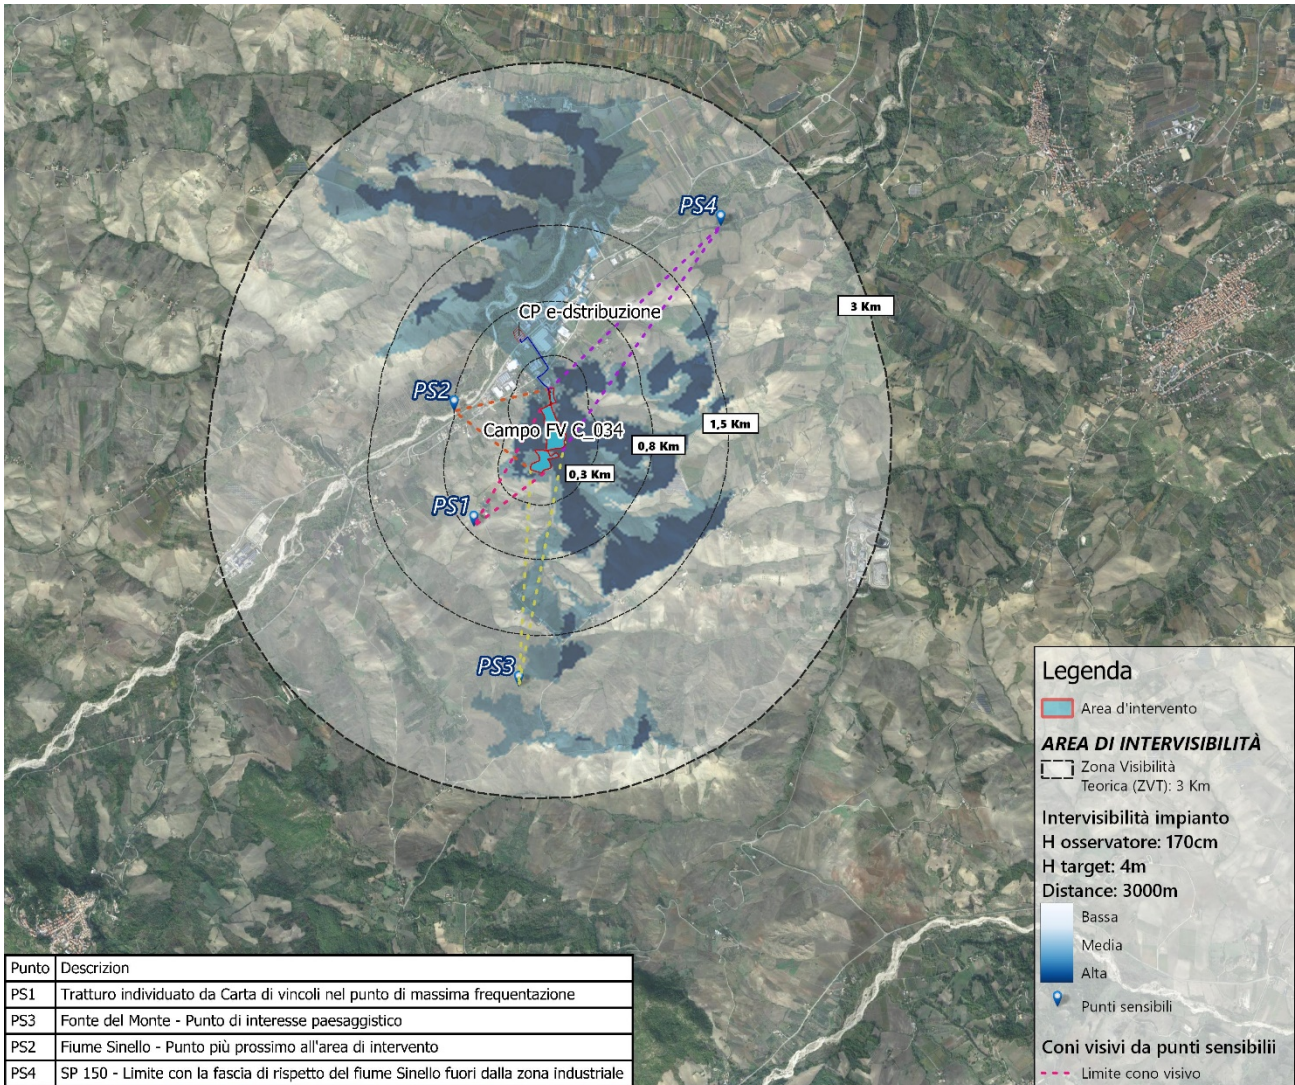 PS4
3 Km
CP e-dstribuzione
PS2
Campo FV C_034
1,5 Km
0,8 Km
0,3 Km
PS1
PS3
Legenda
Area d'intervento
AREA DI INTERVISIBILITÀ
Zona Visibilità
Teorica (ZVT): 3 Km
Intervisibilità impianto
H osservatore: 170cm
H target: 4m
Distance: 3000m
Bassa
Media
Alta
Punti sensibili
Coni visivi da punti sensibilii
Limite cono visivo
Punto Descrizion
PS1 Tratturo individuato da Carta di vincoli nel punto di massima frequentazione
PS3 Fonte del Monte - Punto di interesse paesaggistico
PS2 Fiume Sinello - Punto più prossimo all'area di intervento
PS4 SP 150 - Limite con la fascia di rispetto del fiume Sinello fuori dalla zona industriale